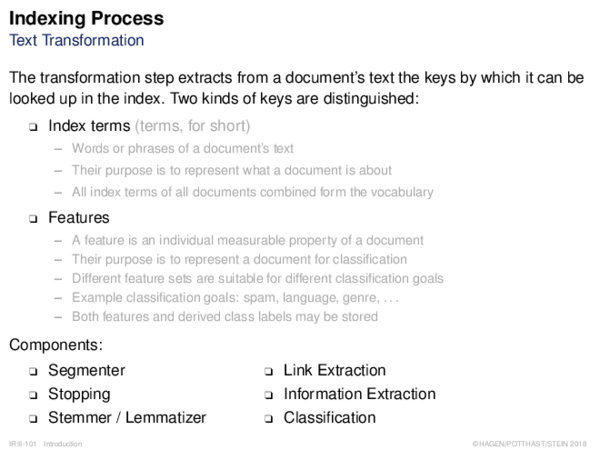 Indexing Process
Text Transformation
The transformation step extracts from a document's text the keys by which it can be
looked up in the index. Two kinds of keys are distinguished:
❑ Index terms (terms, for short)
– Words or phrases of a document's text
– Their purpose is to represent what a document is about
– All index terms of all documents combined form the vocabulary
❑ Features
– A feature is an individual measurable property of a document
– Their purpose is to represent a document for classification
– Different feature sets are suitable for different classification goals
– Example classification goals: spam, language, genre, . . .
– Both features and derived class labels may be stored
Components:
❑ Segmenter
❑ Stopping
❑ Stemmer / Lemmatizer
❑ Link Extraction
❑ Information Extraction
❑ Classification
IR:II-101 Introduction
©HAGEN/POTTHAST/STEIN 2018